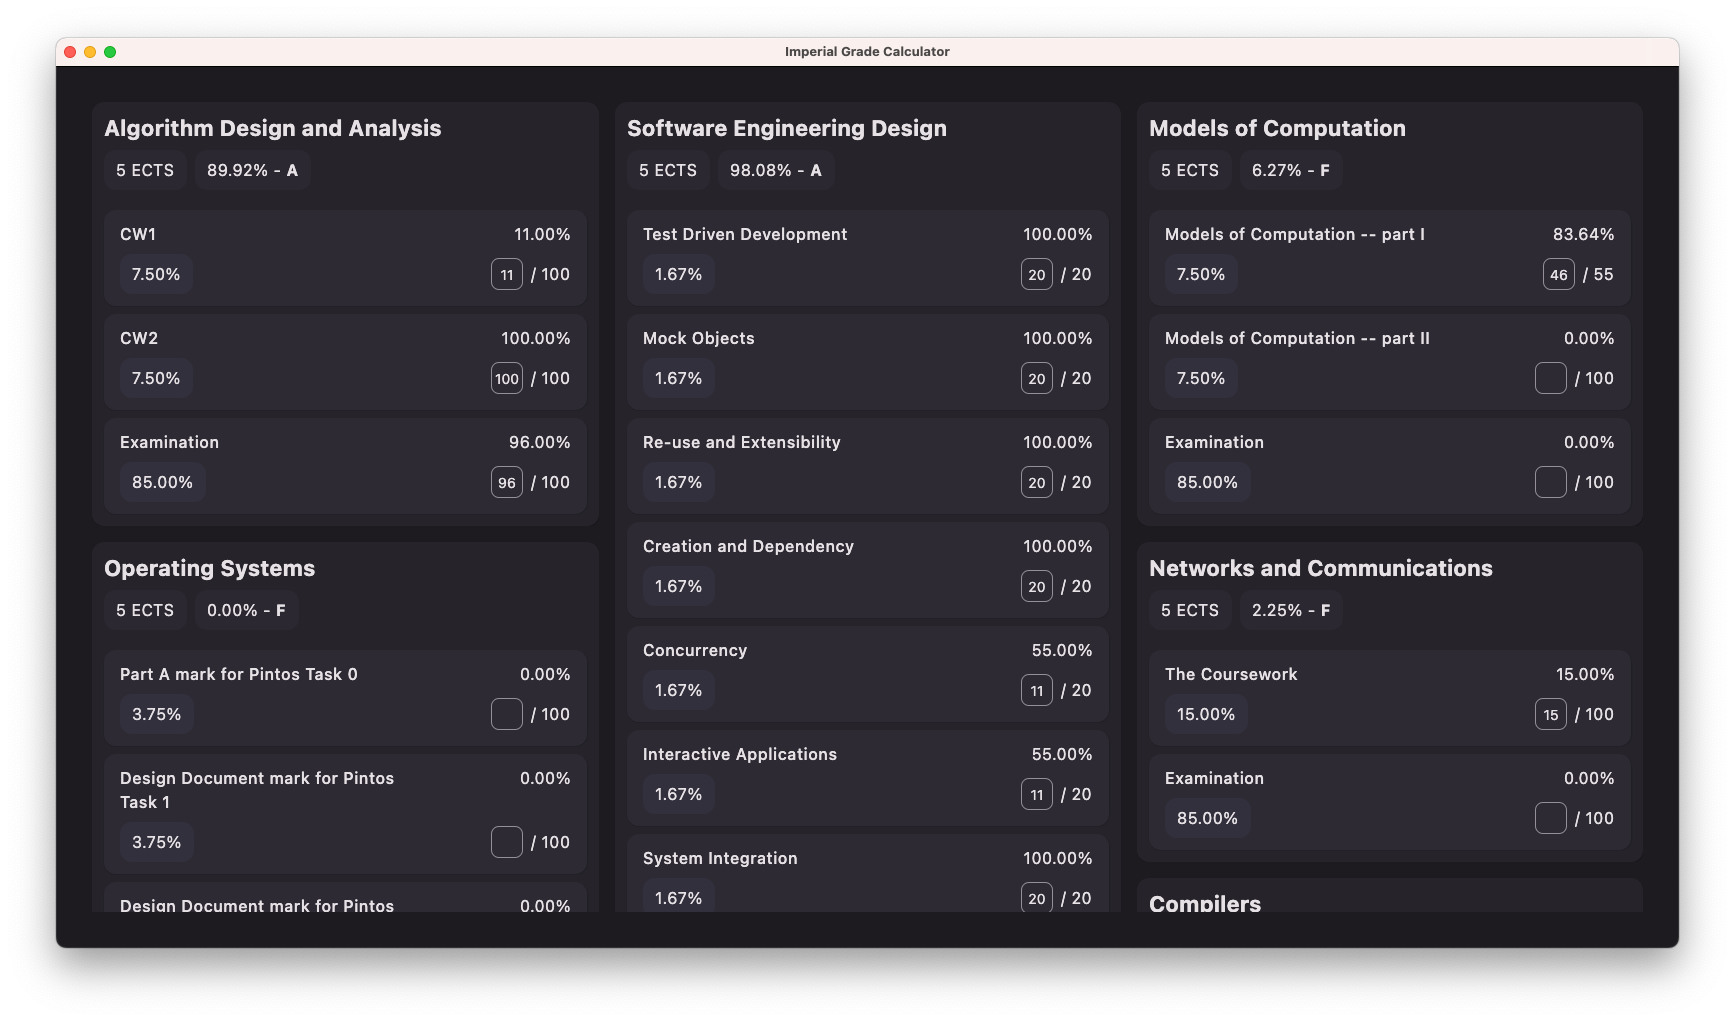 Imperial Grade Calculator
Algorithm Design and Analysis
5 ECTS 89.92% - A
CW1 11.00%
7.50% 11 / 100
CW2 100.00%
7.50% 100 / 100
Examination 96.00%
85.00% 96 / 100
Operating Systems
5 ECTS 0.00% - F
Part A mark for Pintos Task 0 0.00%
3.75% / 100
Design Document mark for Pintos 0.00%
Task 1
3.75% / 100
Design Document mark for Pintos 0.00%
Software Engineering Design
5 ECTS 98.08% - A
Test Driven Development 100.00%
1.67% 20 / 20
Mock Objects 100.00%
1.67% 20 / 20
Re-use and Extensibility 100.00%
1.67% 20 / 20
Creation and Dependency 100.00%
1.67% 20 / 20
Concurrency 55.00%
1.67% 11 / 20
Interactive Applications 55.00%
1.67% 11 / 20
System Integration 100.00%
1.67% 20 / 20
Models of Computation
5 ECTS 6.27% - F
Models of Computation -- part I 83.64%
7.50% 46 / 55
Models of Computation -- part II 0.00%
7.50% / 100
Examination 0.00%
85.00% / 100
Networks and Communications
5 ECTS 2.25% - F
The Coursework 15.00%
15.00% 15 / 100
Examination 0.00%
85.00% / 100
Compilers